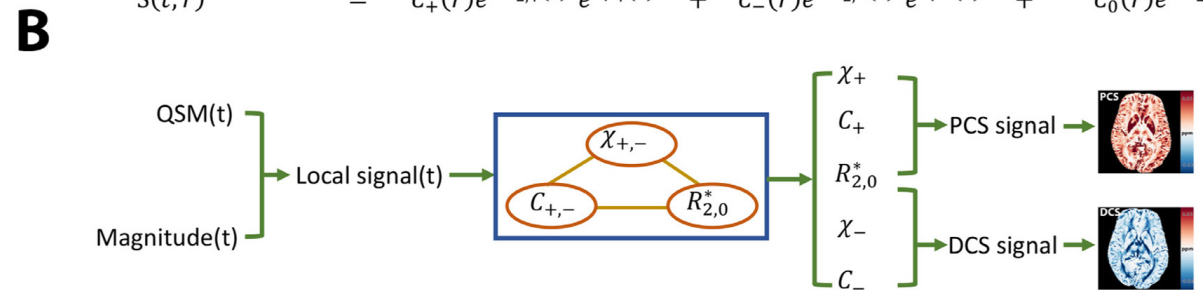 B
QSM(t)
Magnitude(t)
Local signal(t)
χ+,−
C+,−
R*2,0
χ+
C+
R*2,0
χ−
C−
PCS signal
DCS signal
PCS
ppm
DCS
ppm